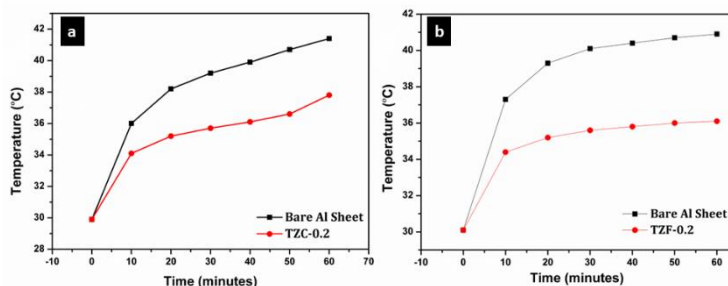 a
42
40
38
36
34
32
30
28
Temperature (°C)
Bare Al Sheet
TZC-0.2
-10 0 10 20 30 40 50 60 70
Time (minutes)
b
40
38
36
34
32
30
Temperature (°C)
Bare Al Sheet
TZF-0.2
-10 0 10 20 30 40 50 60
Time (minutes)